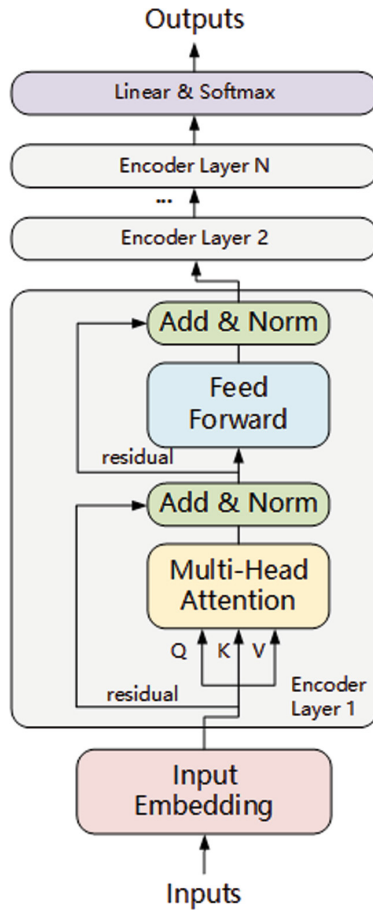 Outputs
Linear & Softmax
Encoder Layer N
...
Encoder Layer 2
Add & Norm
Feed
Forward
residual
Add & Norm
Multi-Head
Attention
Q K V
residual
Encoder
Layer 1
Input
Embedding
Inputs